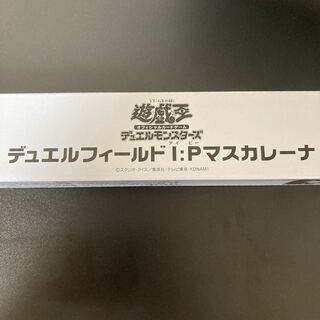 YU-GI-OH!
遊戯王
オフィシャルカードゲーム
デュエルモンスターズ
アイ ピー
デュエルフィールド I:Pマスカレーナ
©スタジオ・ダイス/集英社・テレビ東京・KONAMI